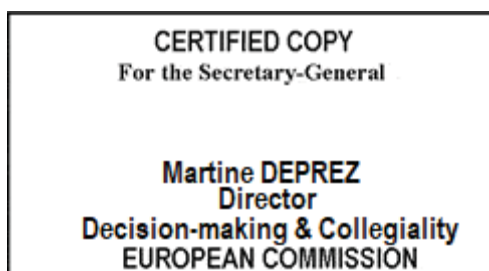 CERTIFIED COPY
For the Secretary-General
Martine DEPREZ
Director
Decision-making & Collegiality
EUROPEAN COMMISSION